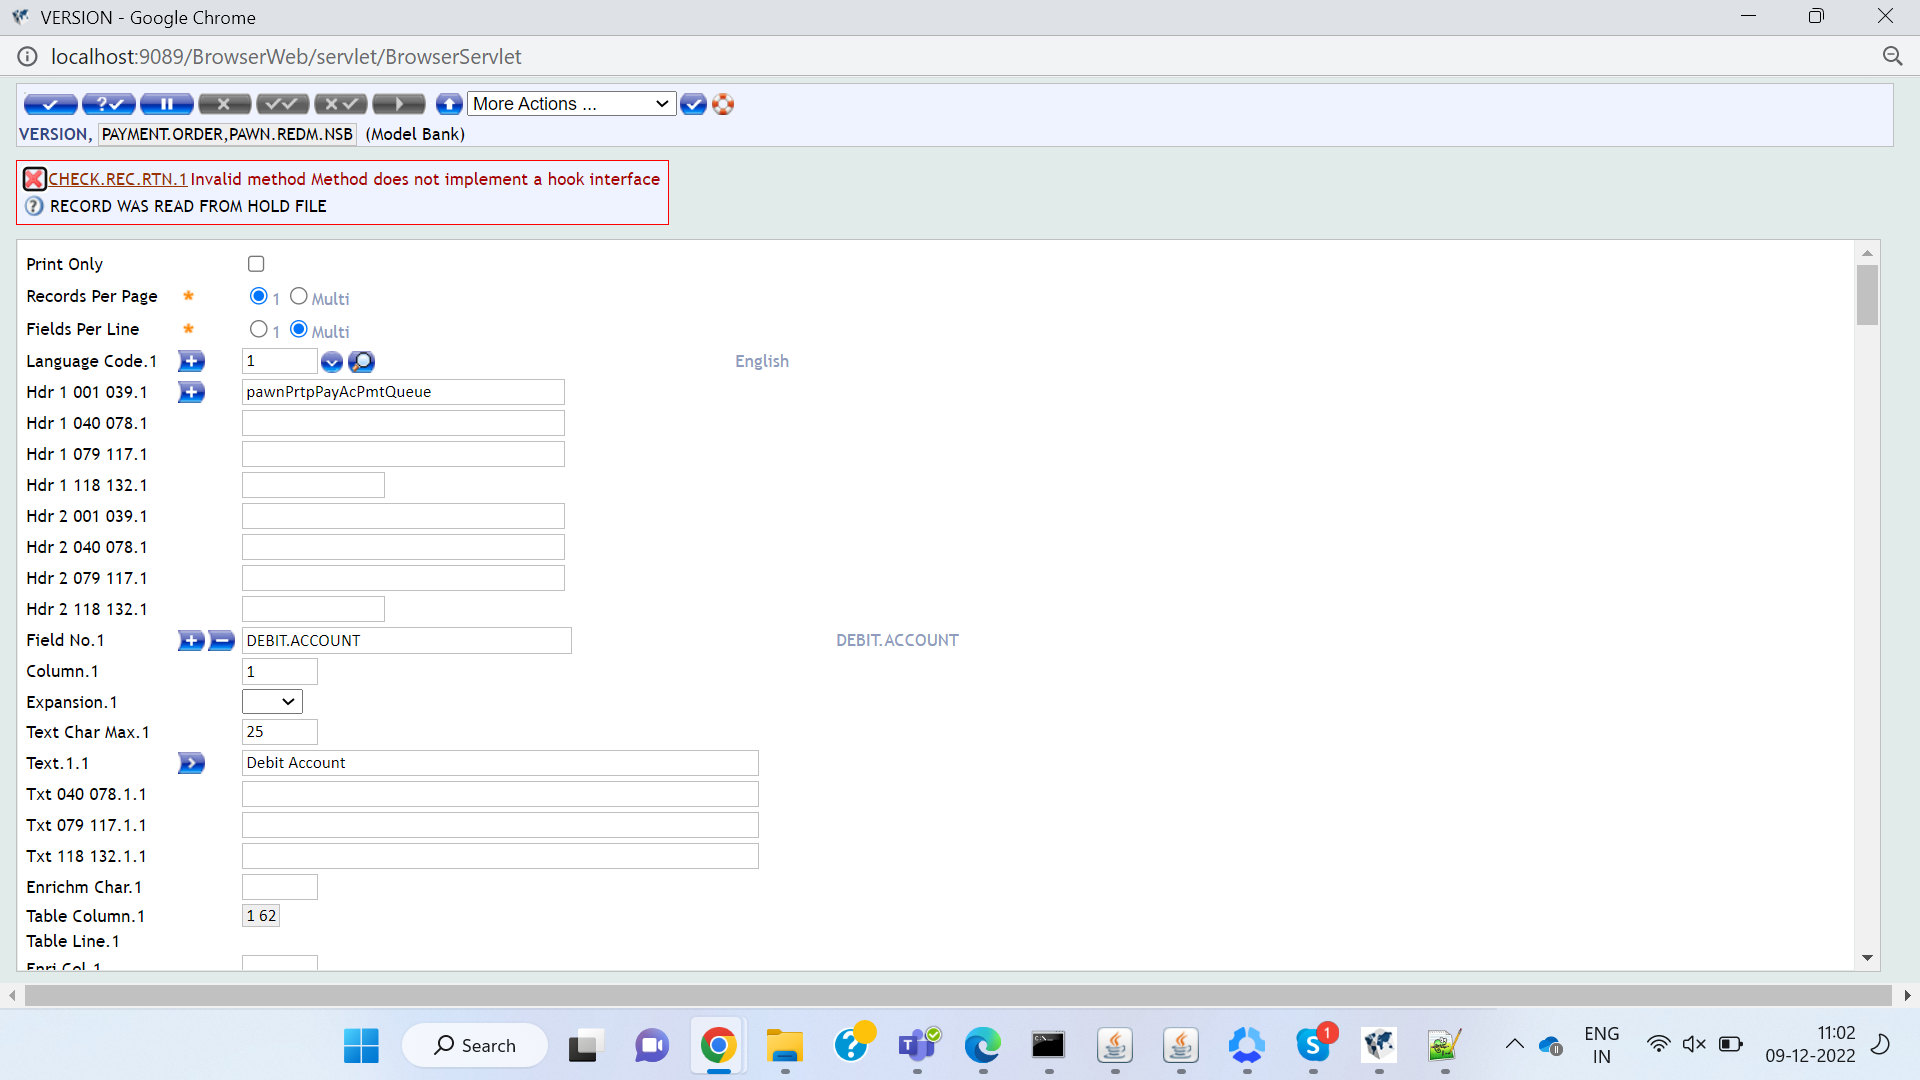 VERSION - Google Chrome
localhost:9089/BrowserWeb/servlet/BrowserServlet
More Actions ...
VERSION, PAYMENT.ORDER,PAWN.REDM.NSB (Model Bank)
CHECK.REC.RTN.1 Invalid method Method does not implement a hook interface
RECORD WAS READ FROM HOLD FILE
Print Only
Records Per Page * 1 Multi
Fields Per Line * 1 Multi
Language Code.1 1 English
Hdr 1 001 039.1 pawnPrtpPayAcPmtQueue
Hdr 1 040 078.1
Hdr 1 079 117.1
Hdr 1 118 132.1
Hdr 2 001 039.1
Hdr 2 040 078.1
Hdr 2 079 117.1
Hdr 2 118 132.1
Field No.1 DEBIT.ACCOUNT DEBIT.ACCOUNT
Column.1 1
Expansion.1
Text Char Max.1 25
Text.1.1 Debit Account
Txt 040 078.1.1
Txt 079 117.1.1
Txt 118 132.1.1
Enrichm Char.1
Table Column.1 1 62
Table Line.1
Enri Col.1
Search
1
ENG
IN
11:02
09-12-2022